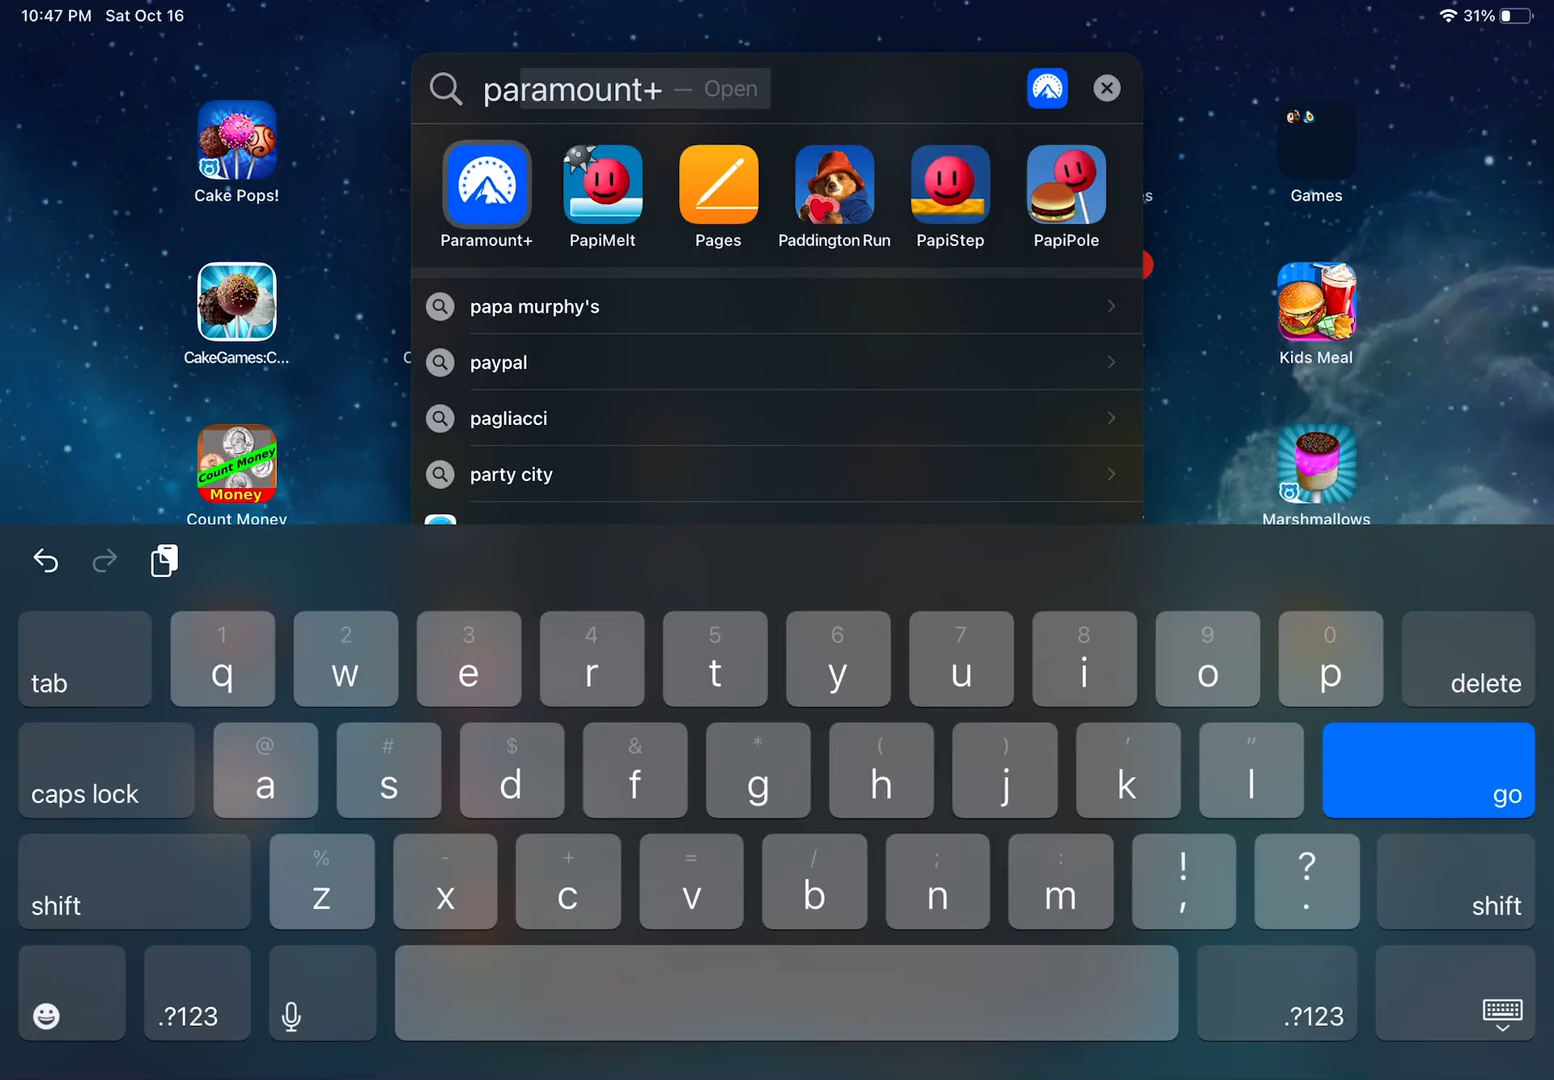 10:47 PM Sat Oct 16
31%
paramount+ — Open
Paramount+
PapiMelt
Pages
Paddington Run
PapiStep
PapiPole
papa murphy's
paypal
pagliacci
party city
Cake Pops!
CakeGames:C...
Count Money
Money
Count Money
C
s
Games
Kids Meal
Marshmallows
tab
1 2 3 4 5 6 7 8 9 0
q w e r t y u i o p
delete
@ # $ & * ( ) ' "
caps lock
a s d f g h j k l
go
% - + = / ; : ! ?
shift
z x c v b n m , .
shift
.?123
.?123